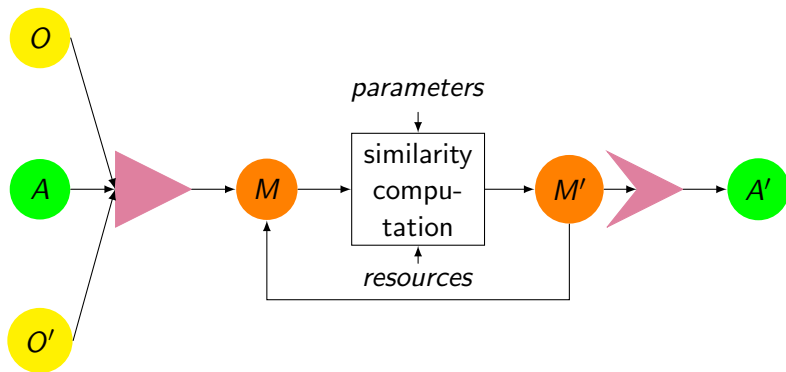 O
parameters
A
M
similarity
compu-
tation
M′
A′
resources
O′